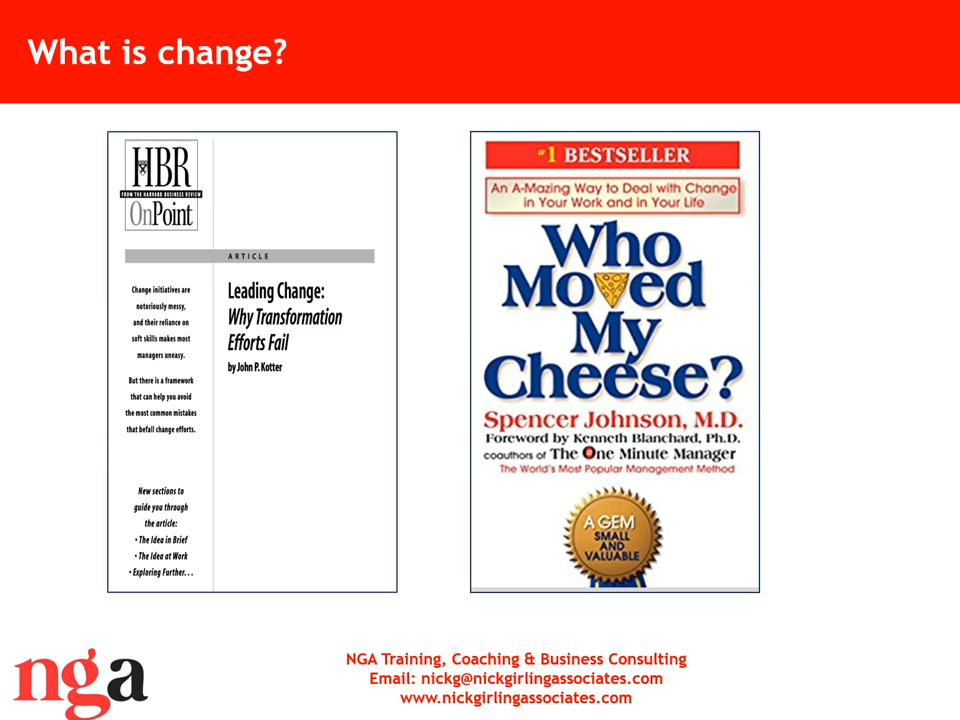 What is change?
HBR
FROM THE HARVARD BUSINESS REVIEW
OnPoint
ARTICLE
Change initiatives are
notoriously messy,
and their reliance on
soft skills makes most
managers uneasy.
But there is a framework
that can help you avoid
the most common mistakes
that befall change efforts.
New sections to
guide you through
the article:
• The Idea in Brief
• The Idea at Work
• Exploring Further. . .
Leading Change:
Why Transformation
Efforts Fail
by John P. Kotter
#1 BESTSELLER
An A-Mazing Way to Deal with Change
in Your Work and in Your Life
Who
Moved
My
Cheese?
Spencer Johnson, M.D.
Foreword by Kenneth Blanchard, Ph.D.
coauthors of The One Minute Manager
The World's Most Popular Management Method
A GEM
SMALL
AND
VALUABLE
nga
NGA Training, Coaching & Business Consulting
Email: nickg@nickgirlingassociates.com
www.nickgirlingassociates.com